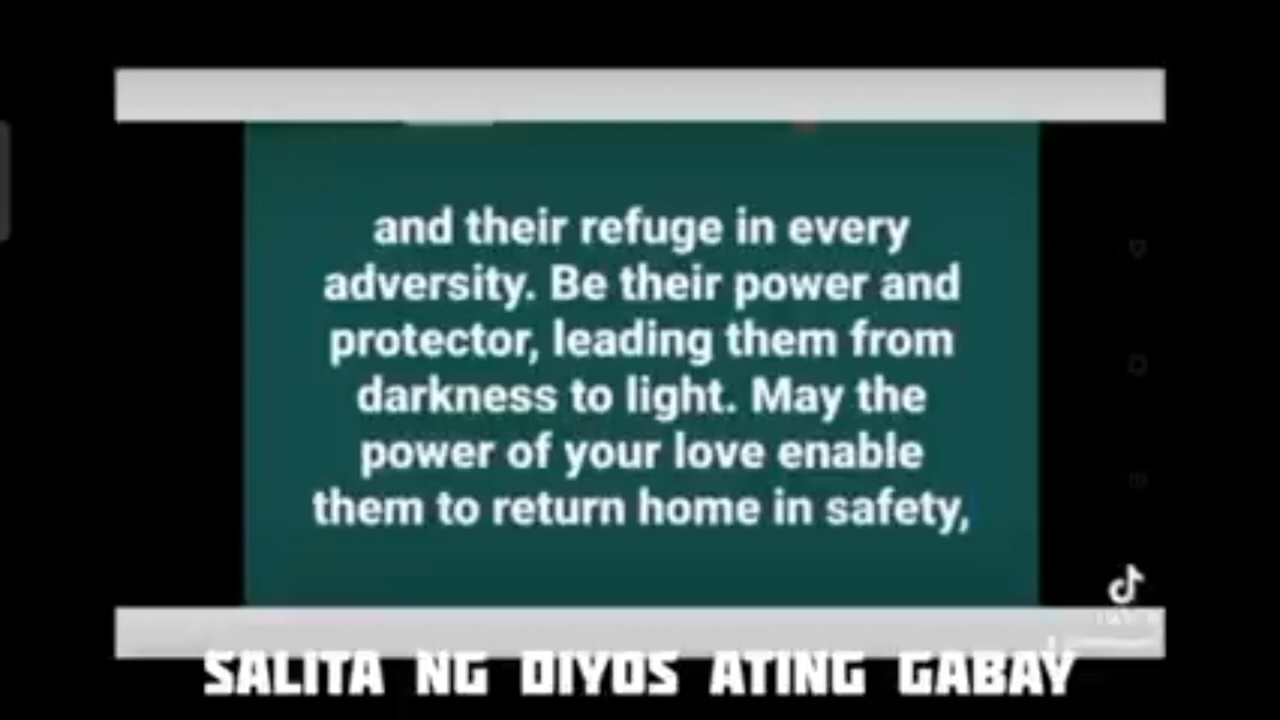 and their refuge in every
adversity. Be their power and
protector, leading them from
darkness to light. May the
power of your love enable
them to return home in safety,
SALITA NG DIYOS ATING GABAY